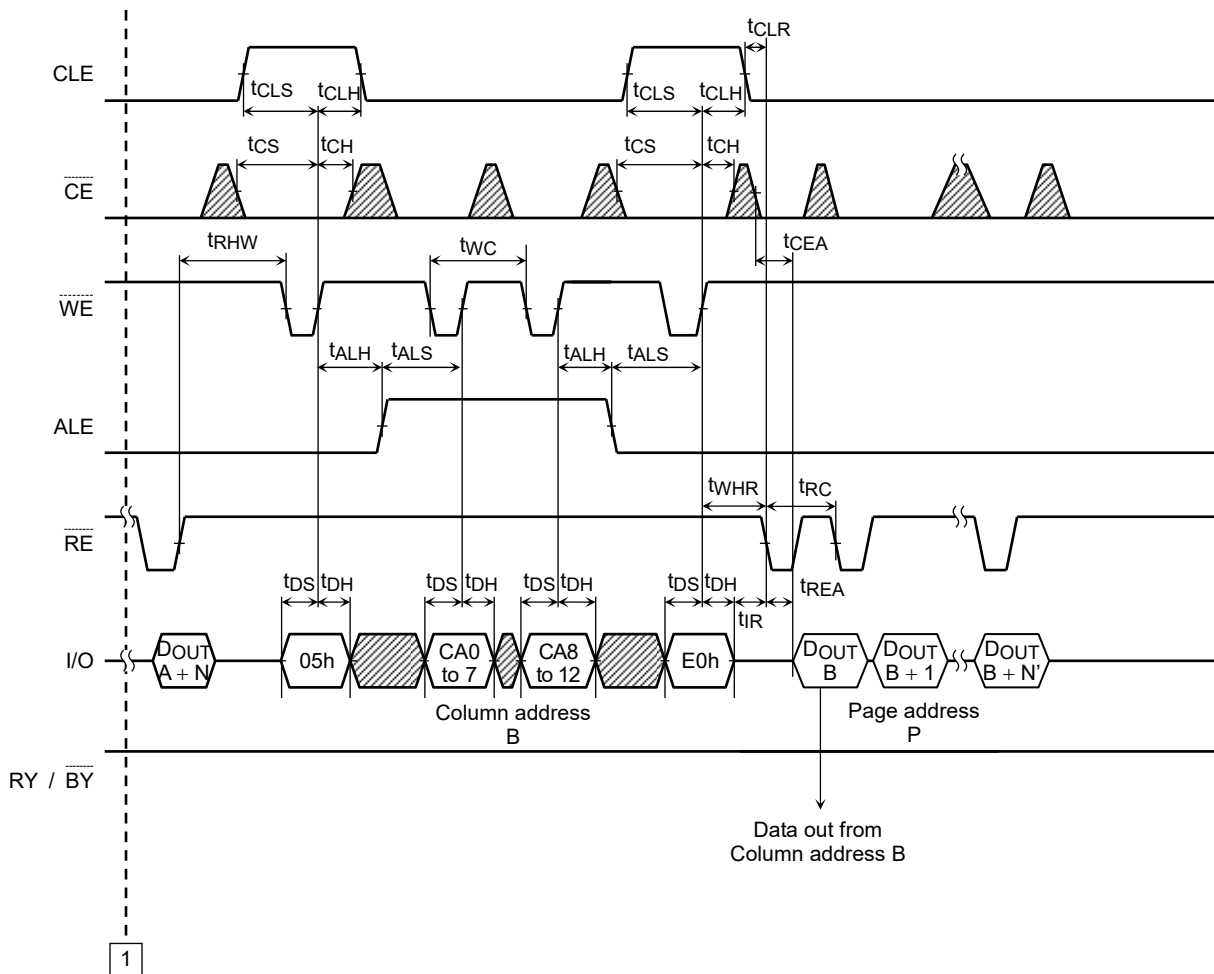 tCLR
CLE
tCLS tCLH tCLS tCLH
tCS tCH tCS tCH
CE
tRHW tWC tCEA
WE
tALH tALS tALH tALS
ALE
tWHR tRC
RE
tDS tDH tDS tDH tDS tDH tDS tDH tREA
tIR
I/O
DOUT
A + N
05h
CA0
to 7
CA8
to 12
E0h
DOUT
B
DOUT
B + 1
DOUT
B + N’
Column address
B
Page address
P
RY / BY
Data out from
Column address B
1